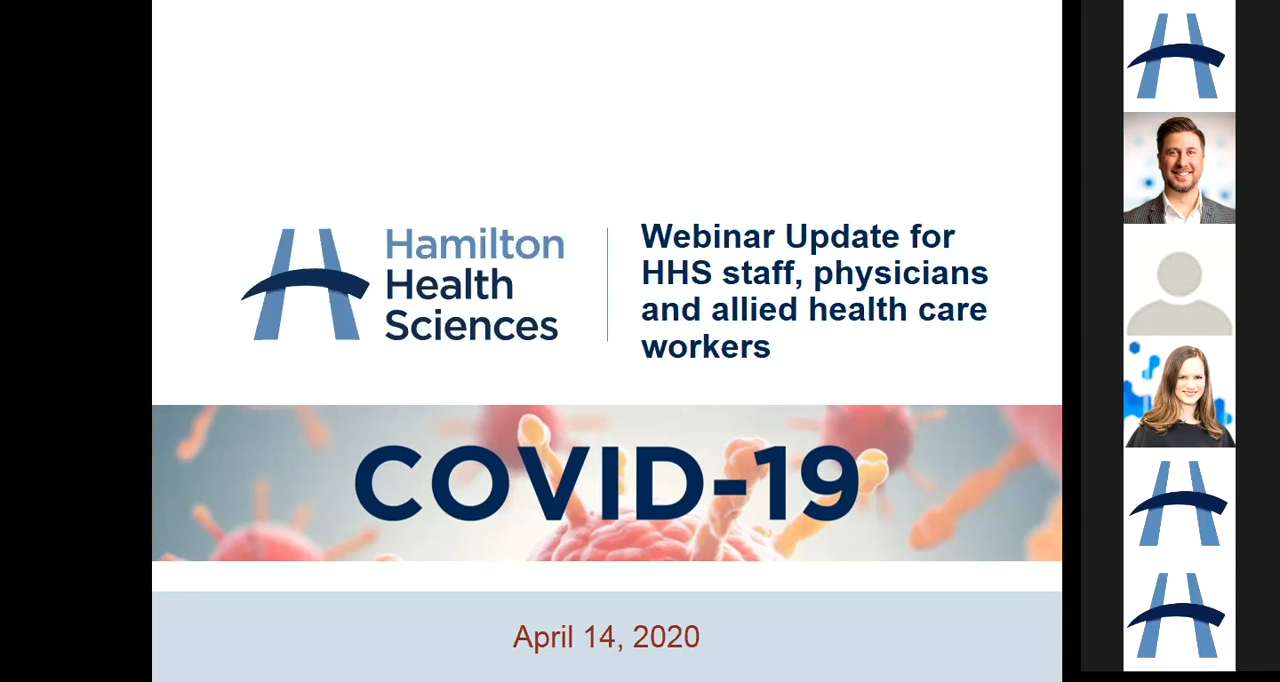 Hamilton
Health
Sciences
Webinar Update for
HHS staff, physicians
and allied health care
workers
COVID-19
April 14, 2020